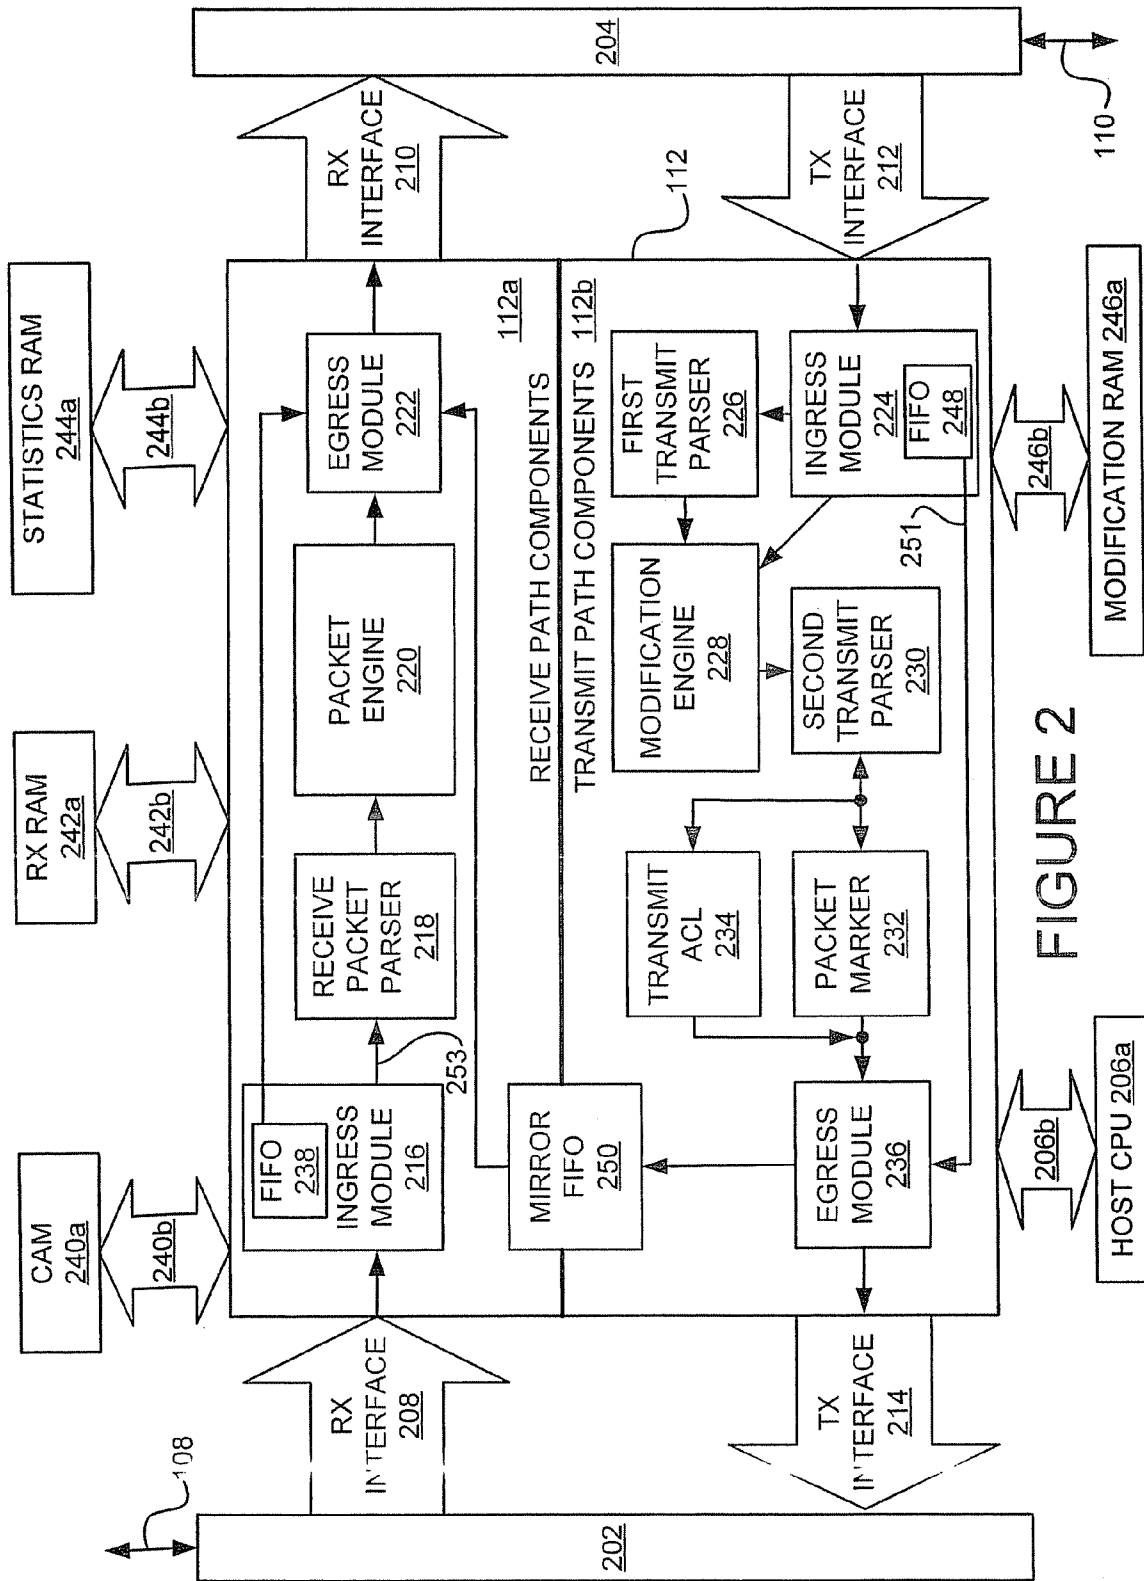 CAM
240a
RX RAM
242a
STATISTICS RAM
244a
240b
242b
244b
108
202
RX
INTERFACE
208
FIFO
238
INGRESS
MODULE
216
253
RECEIVE
PACKET
PARSER
218
PACKET
ENGINE
220
EGRESS
MODULE
222
RX
INTERFACE
210
204
112a
RECEIVE PATH COMPONENTS
TRANSMIT PATH COMPONENTS
112b
112
MIRROR
FIFO
250
TX
INTERFACE
214
EGRESS
MODULE
236
TRANSMIT
ACL
234
PACKET
MARKER
232
MODIFICATION
ENGINE
228
SECOND
TRANSMIT
PARSER
230
FIRST
TRANSMIT
PARSER
226
INGRESS
MODULE
224
FIFO
248
TX
INTERFACE
212
110
251
206b
246b
HOST CPU 206a
MODIFICATION RAM 246a
FIGURE 2